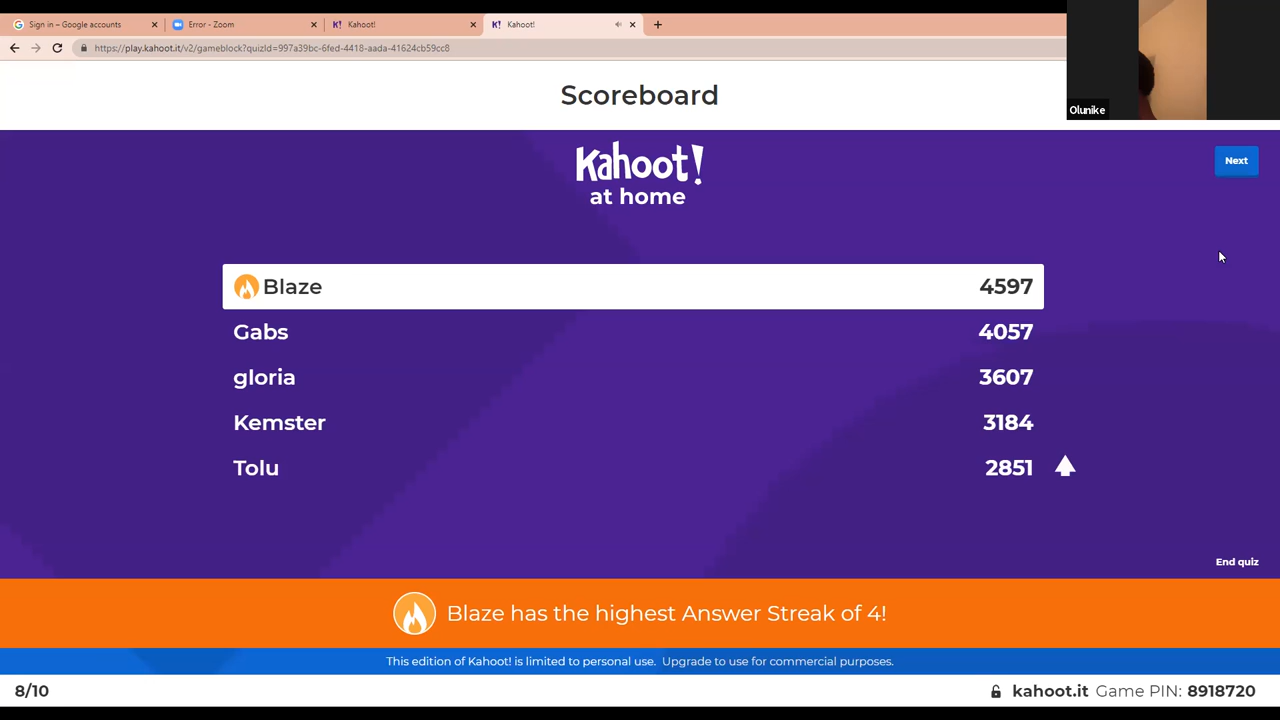 Sign in – Google accounts
Error - Zoom
Kahoot!
Kahoot!
https://play.kahoot.it/v2/gameblock?quizId=997a39bc-6fed-4418-aada-41624cb59cc8
Olunike
Scoreboard
Kahoot!
at home
Next
Blaze 4597
Gabs 4057
gloria 3607
Kemster 3184
Tolu 2851
End quiz
Blaze has the highest Answer Streak of 4!
This edition of Kahoot! is limited to personal use. Upgrade to use for commercial purposes.
8/10
kahoot.it Game PIN: 8918720